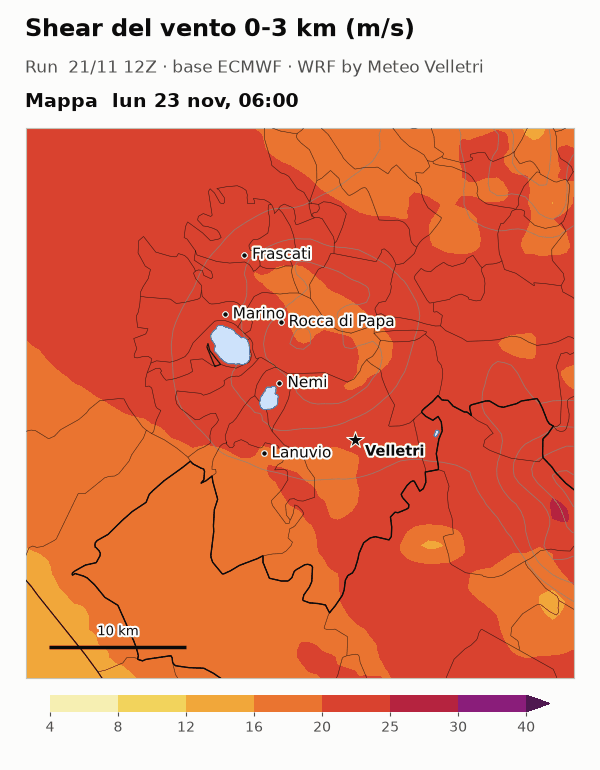 Shear del vento 0-3 km (m/s)
Run  21/11 12Z · base ECMWF · WRF by Meteo Velletri
Mappa  lun 23 nov, 06:00
Frascati
Marino
Rocca di Papa
Nemi
Velletri
Lanuvio
10 km
4 8 12 16 20 25 30 40